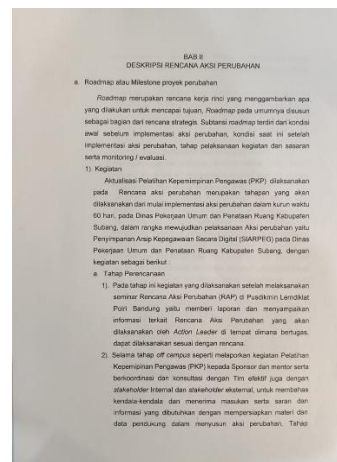 BAB II
DESKRIPSI RENCANA AKSI PERUBAHAN
a. Roadmap atau Milestone proyek perubahan
Roadmap merupakan rencana kerja rinci yang menggambarkan apa
yang dilakukan untuk mencapai tujuan, Roadmap pada umumnya disusun
sebagai bagian dari rencana strategis. Subtansi roadmap terdiri dari kondisi
awal sebelum implementasi aksi perubahan, kondisi saat ini setelah
implementasi aksi perubahan, tahap pelaksanaan kegiatan dan sasaran
serta monitoring / evaluasi.
1). Kegiatan
Aktualisasi Pelatihan Kepemimpinan Pengawas (PKP) dilaksanakan
pada Rencana aksi perubahan merupakan tahapan yang akan
dilaksanakan dari mulai implementasi aksi perubahan dalam kurun waktu
60 hari, pada Dinas Pekerjaan Umum dan Penataan Ruang Kabupaten
Subang, dalam rangka mewujudkan pelaksanaan Aksi perubahan yaitu
Penyimpanan Arsip Kepegawaian Secara Digital (SIARPEG) pada Dinas
Pekerjaan Umum dan Penataan Ruang Kabupaten Subang, dengan
kegiatan sebagai berikut :
a. Tahap Perencanaan
1). Pada tahap ini kegiatan yang dilaksanakan setelah melaksanakan
seminar Rencana Aksi Perubahan (RAP) di Pusdikmin Lemdiklat
Polri Bandung yaitu memberi laporan dan menyampaikan
informasi terkait Rencana Aksi Perubahan yang akan
dilaksanakan oleh Action Leader di tempat dimana bertugas,
dapat dilaksanakan sesuai dengan rencana.
2). Selama tahap off campus seperti melaporkan kegiatan Pelatihan
Kepemipinan Pengawas (PKP) kepada Sponsor dan mentor serta
berkoordinasi dan konsultasi dengan Tim efektif juga dengan
stakeholder Internal dan stakeholder eksternal, untuk membahas
kendala-kendala dan menerima masukan serta saran dan
informasi yang dibutuhkan dengan mempersiapkan materi dan
data pendukung dalam menyusun aksi perubahan, Tahap